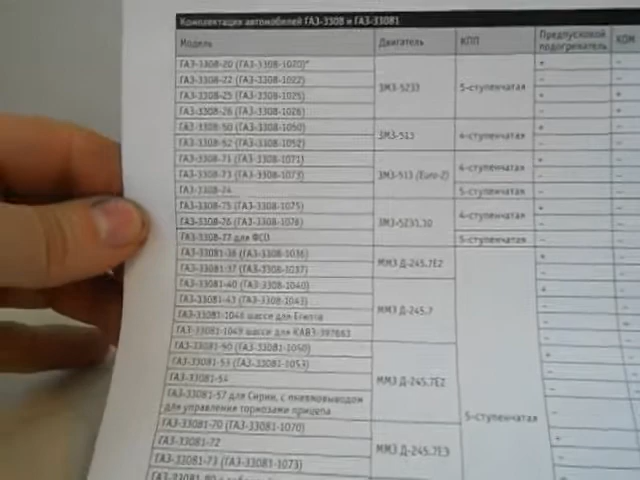 Комплектация автомобилей ГАЗ-3308 и ГАЗ-33081
Модель Двигатель КПП Предпусковой подогреватель КОМ
ГАЗ-3308-20 (ГАЗ-3308-1020)* ЗМЗ-5233 5-ступенчатая + -
ГАЗ-3308-22 (ГАЗ-3308-1022) - -
ГАЗ-3308-25 (ГАЗ-3308-1025) + +
ГАЗ-3308-26 (ГАЗ-3308-1026) - +
ГАЗ-3308-50 (ГАЗ-3308-1050) ЗМЗ-513 4-ступенчатая + -
ГАЗ-3308-52 (ГАЗ-3308-1052) - -
ГАЗ-3308-71 (ГАЗ-3308-1071) ЗМЗ-513 (Euro-2) 4-ступенчатая + -
ГАЗ-3308-73 (ГАЗ-3308-1073) - -
ГАЗ-3308-74 5-ступенчатая - -
ГАЗ-3308-75 (ГАЗ-3308-1075) ЗМЗ-5231.10 4-ступенчатая + -
ГАЗ-3308-76 (ГАЗ-3308-1076) - -
ГАЗ-3308-77 для ФСО 5-ступенчатая - -
ГАЗ-33081-36 (ГАЗ-3308-1036) ММЗ Д-245.7Е2 5-ступенчатая + -
ГАЗ-33081-37 (ГАЗ-3308-1037) - -
ГАЗ-33081-40 (ГАЗ-3308-1040) ММЗ Д-245.7 + -
ГАЗ-33081-43 (ГАЗ-3308-1043) - -
ГАЗ-33081-1048 шасси для Египта
ГАЗ-33081-1049 шасси для КАВЗ-397663
ГАЗ-33081-50 (ГАЗ-33081-1050) ММЗ Д-245.7Е2 +
ГАЗ-33081-53 (ГАЗ-33081-1053) -
ГАЗ-33081-54 -
ГАЗ-33081-57 для Сирии, с пневмовыводом
для управления тормозами прицепа -
ГАЗ-33081-70 (ГАЗ-33081-1070) ММЗ Д-245.7Е3 +
ГАЗ-33081-72 -
ГАЗ-33081-73 (ГАЗ-33081-1073) -